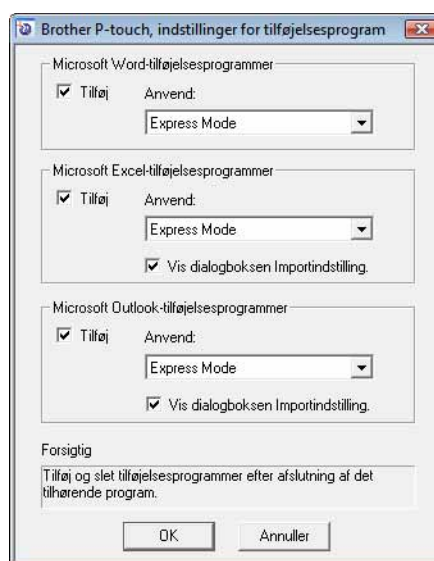 Brother P-touch, indstillinger for tilføjelsesprogram
Microsoft Word-tilføjelsesprogrammer
Tilføj Anvend:
Express Mode
Microsoft Excel-tilføjelsesprogrammer
Tilføj Anvend:
Express Mode
Vis dialogboksen Importindstilling.
Microsoft Outlook-tilføjelsesprogrammer
Tilføj Anvend:
Express Mode
Vis dialogboksen Importindstilling.
Forsigtig
Tilføj og slet tilføjelsesprogrammer efter afslutning af det
tilhørende program.
OK Annuller